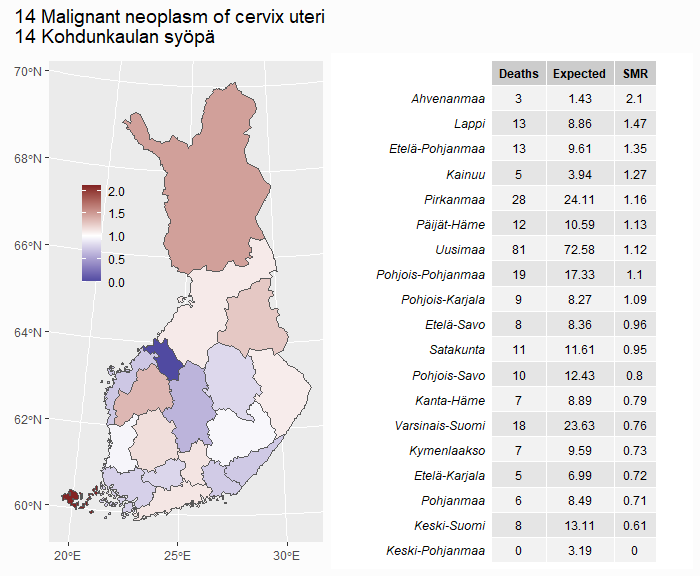 14 Malignant neoplasm of cervix uteri
14 Kohdunkaulan syöpä
70°N
68°N
66°N
64°N
62°N
60°N
20°E 25°E 30°E
2.0
1.5
1.0
0.5
0.0
Deaths Expected SMR
Ahvenanmaa 3 1.43 2.1
Lappi 13 8.86 1.47
Etelä-Pohjanmaa 13 9.61 1.35
Kainuu 5 3.94 1.27
Pirkanmaa 28 24.11 1.16
Päijät-Häme 12 10.59 1.13
Uusimaa 81 72.58 1.12
Pohjois-Pohjanmaa 19 17.33 1.1
Pohjois-Karjala 9 8.27 1.09
Etelä-Savo 8 8.36 0.96
Satakunta 11 11.61 0.95
Pohjois-Savo 10 12.43 0.8
Kanta-Häme 7 8.89 0.79
Varsinais-Suomi 18 23.63 0.76
Kymenlaakso 7 9.59 0.73
Etelä-Karjala 5 6.99 0.72
Pohjanmaa 6 8.49 0.71
Keski-Suomi 8 13.11 0.61
Keski-Pohjanmaa 0 3.19 0